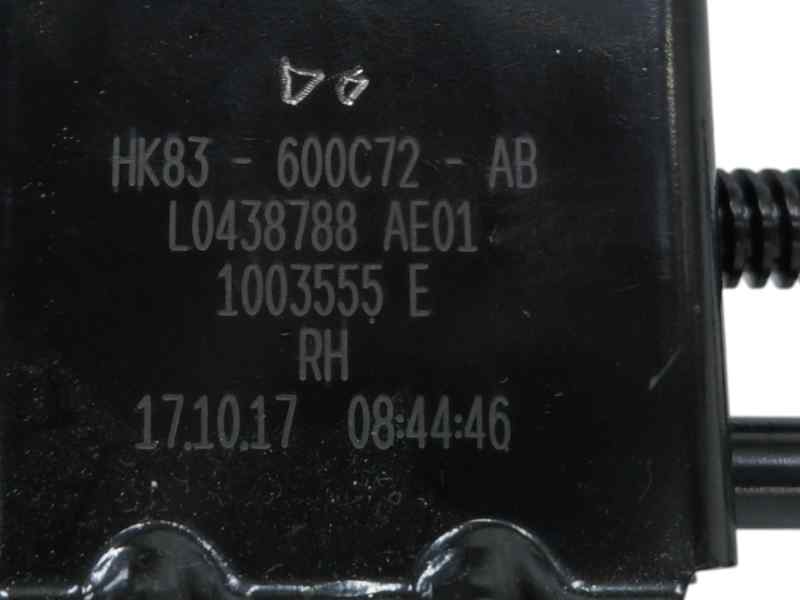 HK83 - 600C72 - AB
L0438788 AE01
1003555 E
RH
17.10.17 08:44:46